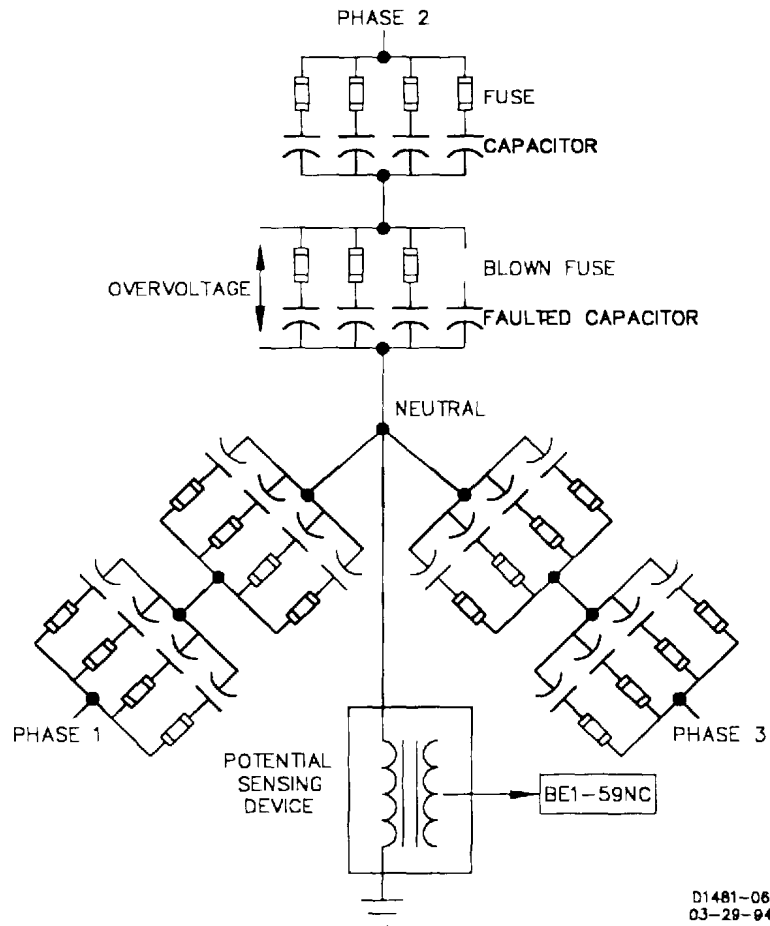 PHASE 2
FUSE
CAPACITOR
BLOWN FUSE
OVERVOLTAGE
FAULTED CAPACITOR
NEUTRAL
PHASE 1
PHASE 3
POTENTIAL
SENSING
DEVICE
BE1-59NC
D1481-06
03-29-94